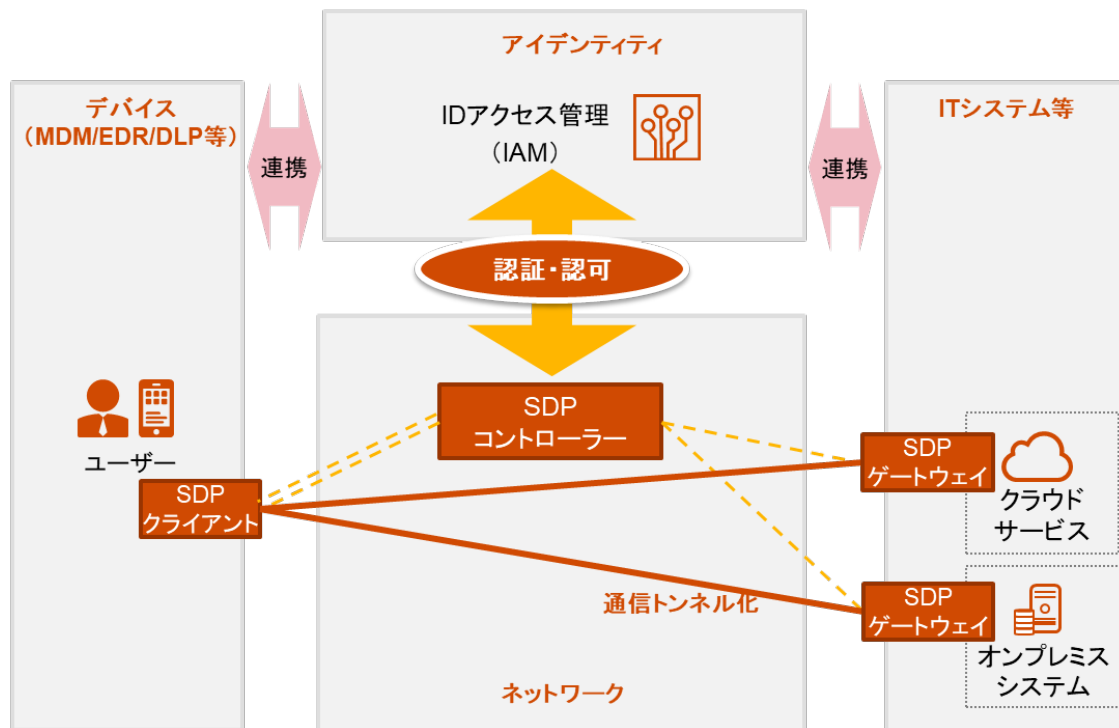 アイデンティティ
IDアクセス管理
（IAM）
デバイス
（MDM/EDR/DLP等）
連携
連携
ITシステム等
認証・認可
ユーザー
SDP
クライアント
SDP
コントローラー
SDP
ゲートウェイ
クラウド
サービス
通信トンネル化
SDP
ゲートウェイ
オンプレミス
システム
ネットワーク